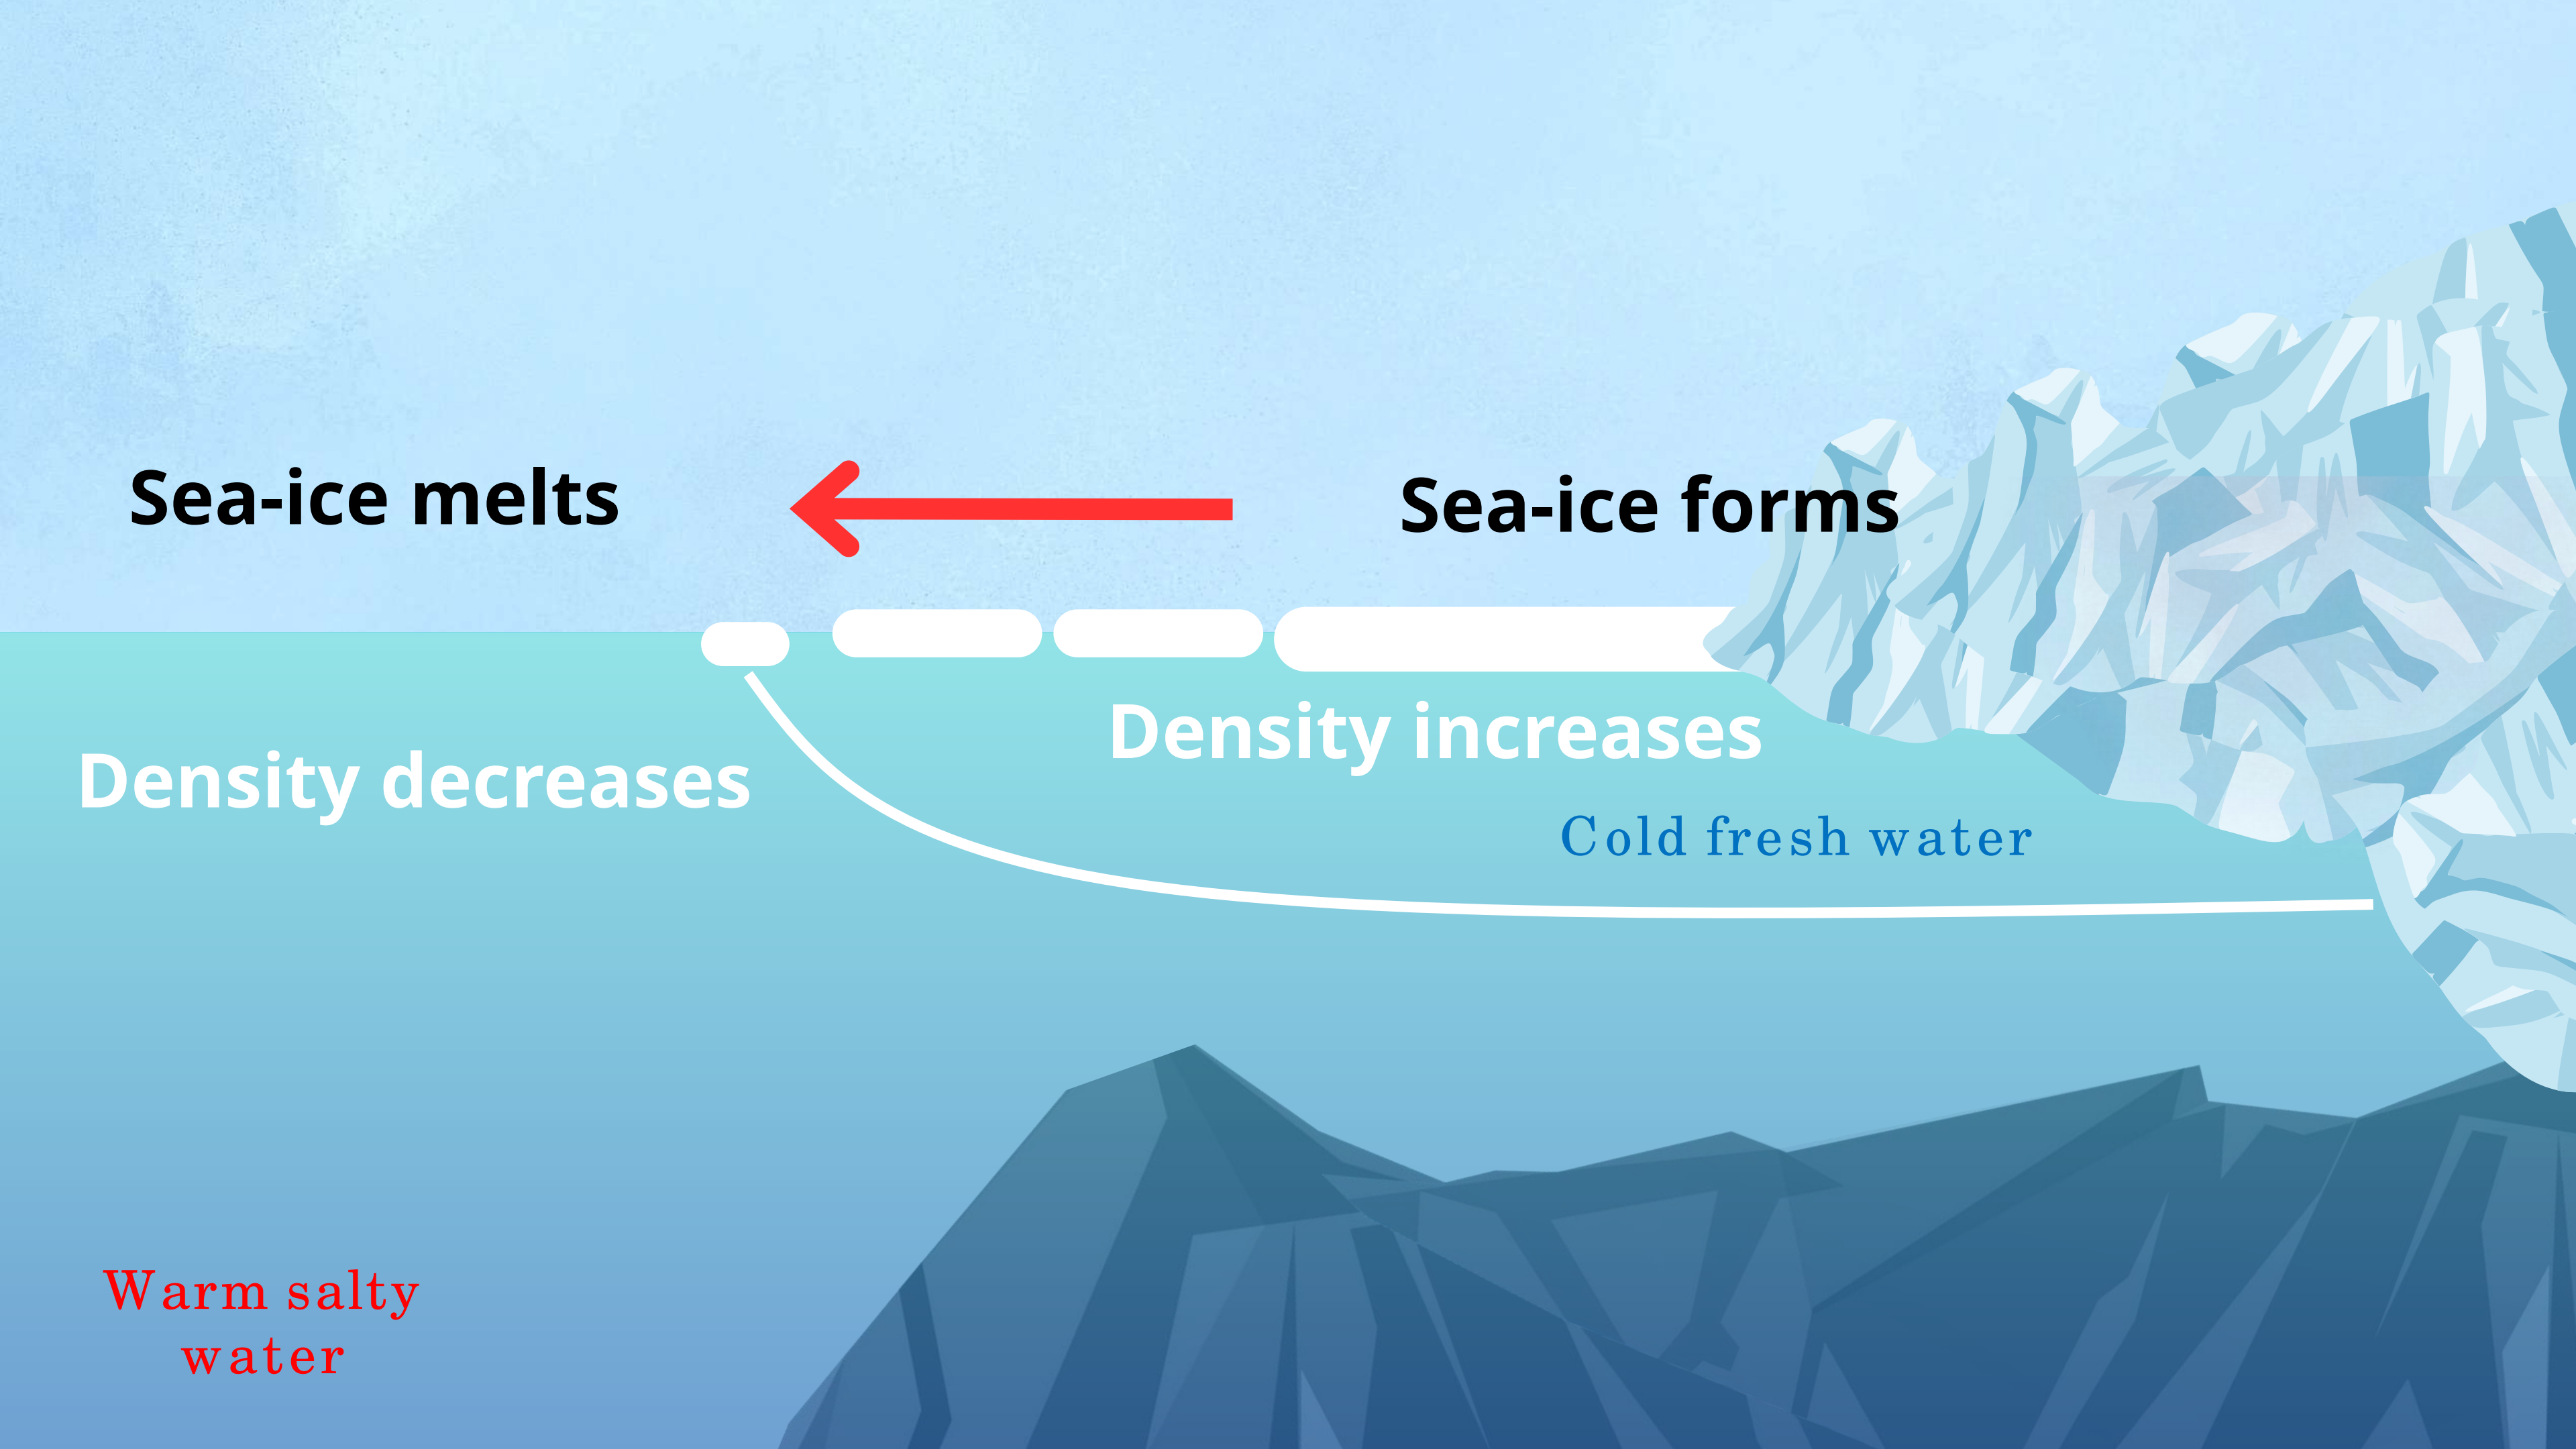 Sea-ice melts
Sea-ice forms
Density increases
Density decreases
Cold fresh water
Warm salty
water